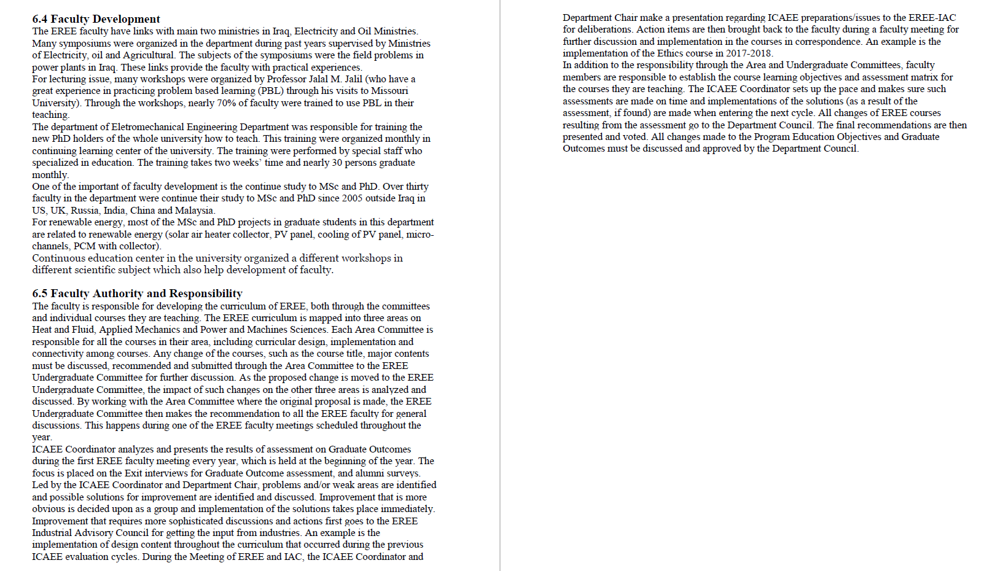 6.4 Faculty Development
The EREE faculty have links with main two ministries in Iraq, Electricity and Oil Ministries.
Many symposiums were organized in the department during past years supervised by Ministries
of Electricity, oil and Agricultural. The subjects of the symposiums were the field problems in
power plants in Iraq. These links provide the faculty with practical experiences.
For lecturing issue, many workshops were organized by Professor Jalal M. Jalil (who have a
great experience in practicing problem based learning (PBL) through his visits to Missouri
University). Through the workshops, nearly 70% of faculty were trained to use PBL in their
teaching.
The department of Eletromechanical Engineering Department was responsible for training the
new PhD holders of the whole university how to teach. This training were organized monthly in
continuing learning center of the university. The training were performed by special staff who
specialized in education. The training takes two weeks’ time and nearly 30 persons graduate
monthly.
One of the important of faculty development is the continue study to MSc and PhD. Over thirty
faculty in the department were continue their study to MSc and PhD since 2005 outside Iraq in
US, UK, Russia, India, China and Malaysia.
For renewable energy, most of the MSc and PhD projects in graduate students in this department
are related to renewable energy (solar air heater collector, PV panel, cooling of PV panel, micro-
channels, PCM with collector).
Continuous education center in the university organized a different workshops in
different scientific subject which also help development of faculty.
6.5 Faculty Authority and Responsibility
The faculty is responsible for developing the curriculum of EREE, both through the committees
and individual courses they are teaching. The EREE curriculum is mapped into three areas on
Heat and Fluid, Applied Mechanics and Power and Machines Sciences. Each Area Committee is
responsible for all the courses in their area, including curricular design, implementation and
connectivity among courses. Any change of the courses, such as the course title, major contents
must be discussed, recommended and submitted through the Area Committee to the EREE
Undergraduate Committee for further discussion. As the proposed change is moved to the EREE
Undergraduate Committee, the impact of such changes on the other three areas is analyzed and
discussed. By working with the Area Committee where the original proposal is made, the EREE
Undergraduate Committee then makes the recommendation to all the EREE faculty for general
discussions. This happens during one of the EREE faculty meetings scheduled throughout the
year.
ICAEE Coordinator analyzes and presents the results of assessment on Graduate Outcomes
during the first EREE faculty meeting every year, which is held at the beginning of the year. The
focus is placed on the Exit interviews for Graduate Outcome assessment, and alumni surveys.
Led by the ICAEE Coordinator and Department Chair, problems and/or weak areas are identified
and possible solutions for improvement are identified and discussed. Improvement that is more
obvious is decided upon as a group and implementation of the solutions takes place immediately.
Improvement that requires more sophisticated discussions and actions first goes to the EREE
Industrial Advisory Council for getting the input from industries. An example is the
implementation of design content throughout the curriculum that occurred during the previous
ICAEE evaluation cycles. During the Meeting of EREE and IAC, the ICAEE Coordinator and
Department Chair make a presentation regarding ICAEE preparations/issues to the EREE-IAC
for deliberations. Action items are then brought back to the faculty during a faculty meeting for
further discussion and implementation in the courses in correspondence. An example is the
implementation of the Ethics course in 2017-2018.
In addition to the responsibility through the Area and Undergraduate Committees, faculty
members are responsible to establish the course learning objectives and assessment matrix for
the courses they are teaching. The ICAEE Coordinator sets up the pace and makes sure such
assessments are made on time and implementations of the solutions (as a result of the
assessment, if found) are made when entering the next cycle. All changes of EREE courses
resulting from the assessment go to the Department Council. The final recommendations are then
presented and voted. All changes made to the Program Education Objectives and Graduate
Outcomes must be discussed and approved by the Department Council.